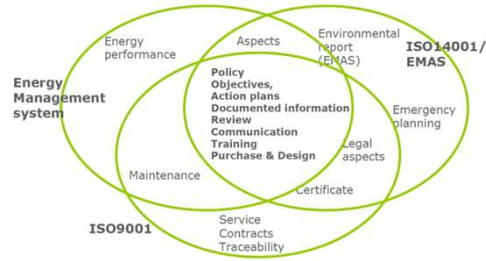 Energy
performance
Aspects
Environmental
report
(EMAS)
ISO14001/
EMAS
Energy
Management
system
Policy
Objectives,
Action plans
Documented information
Review
Communication
Training
Purchase & Design
Emergency
planning
Legal
aspects
Maintenance
Certificate
ISO9001
Service
Contracts
Traceability